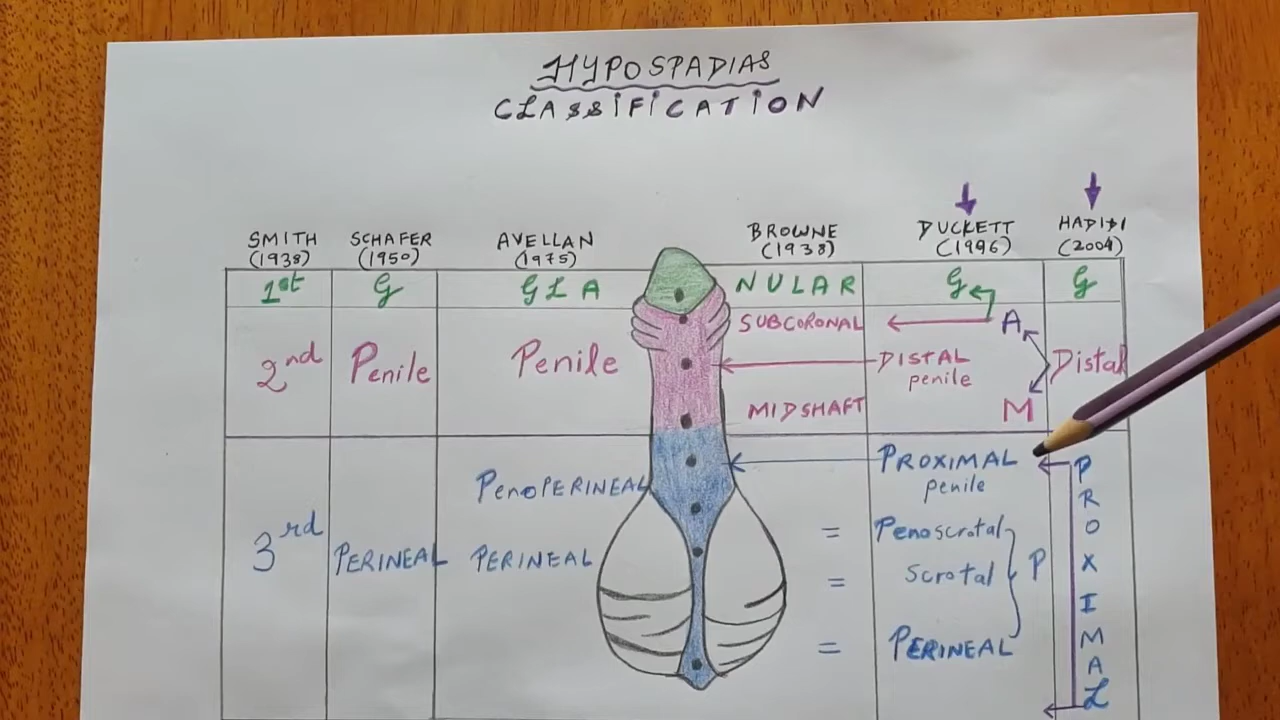 HYPOSPADIAS
CLASSIFICATION
SMITH (1938) SCHAFER (1950) AVELLAN (1975) BROWNE (1938) DUCKETT (1996) HADIDI (2004)
1st G GLA NULAR G G
SUBCORONAL A
2nd Penile Penile DISTAL penile Distal
MIDSHAFT M
PenoPERINEAL PROXIMAL penile PROXIMAL
= Penoscrotal
3rd PERINEAL PERINEAL = Scrotal P
= PERINEAL